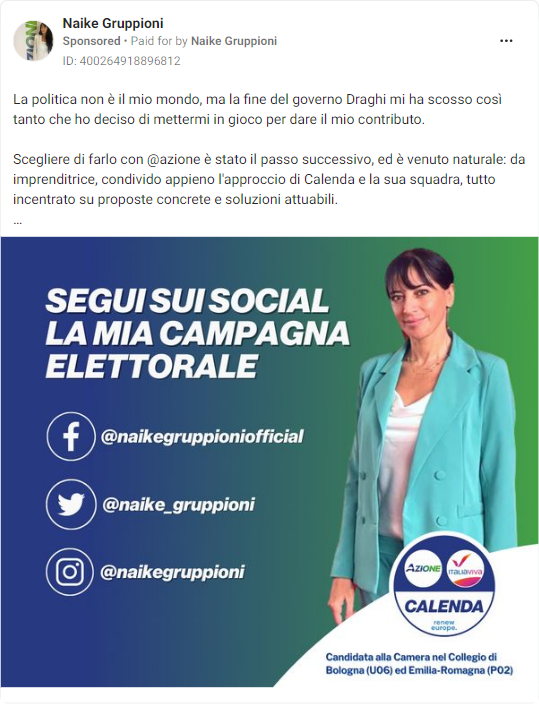 Naike Gruppioni
Sponsored • Paid for by Naike Gruppioni
ID: 400264918896812
La politica non è il mio mondo, ma la fine del governo Draghi mi ha scosso così
tanto che ho deciso di mettermi in gioco per dare il mio contributo.
Scegliere di farlo con @azione è stato il passo successivo, ed è venuto naturale: da
imprenditrice, condivido appieno l'approccio di Calenda e la sua squadra, tutto
incentrato su proposte concrete e soluzioni attuabili.
...
SEGUI SUI SOCIAL
LA MIA CAMPAGNA
ELETTORALE
@naikegruppioniofficial
@naike_gruppioni
@naikegruppioni
AZIONE
ITALIAVIVA
CALENDA
renew
europe.
Candidata alla Camera nel Collegio di
Bologna (U06) ed Emilia-Romagna (P02)